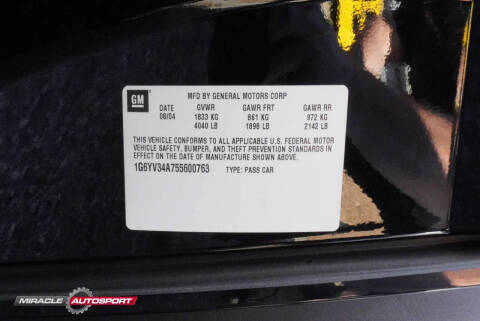 GM
MFD BY GENERAL MOTORS CORP
DATE GVWR GAWR FRT GAWR RR
08/04 1833 KG 861 KG 972 KG
4040 LB 1898 LB 2142 LB
THIS VEHICLE CONFORMS TO ALL APPLICABLE U.S. FEDERAL MOTOR
VEHICLE SAFETY, BUMPER, AND THEFT PREVENTION STANDARDS IN
EFFECT ON THE DATE OF MANUFACTURE SHOWN ABOVE.
1G6YV34A755600763 TYPE: PASS CAR
MIRACLE AUTOSPORT